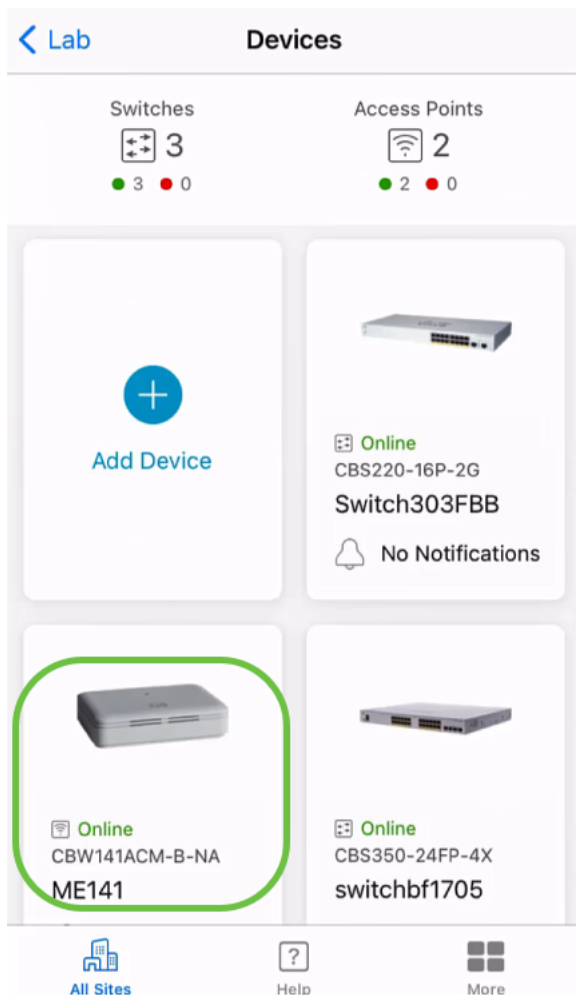 Lab
Devices
Switches
Access Points
3
2
3 0
2 0
Add Device
Online
CBS220-16P-2G
Switch303FBB
No Notifications
Online
CBW141ACM-B-NA
ME141
Online
CBS350-24FP-4X
switchbf1705
All Sites
?
Help
More